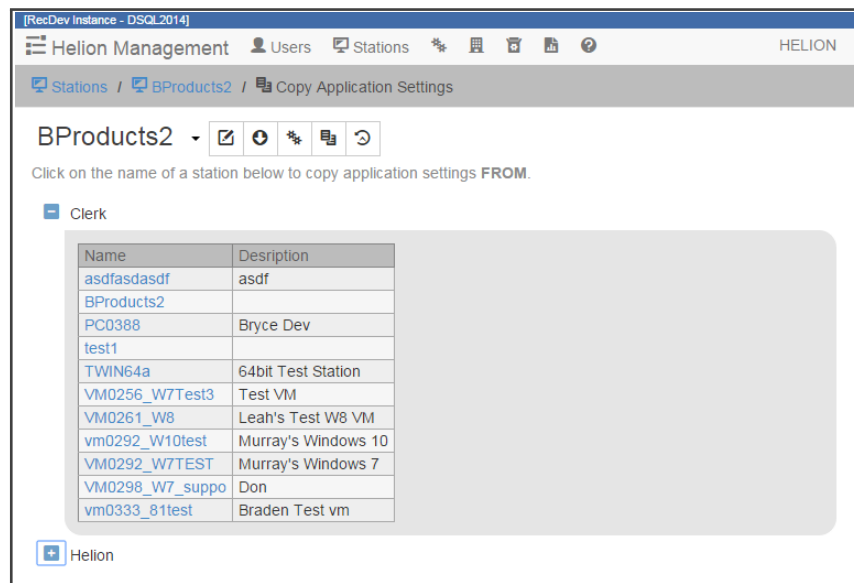 [RecDev Instance - DSQL2014]
Helion Management Users Stations HELION
Stations / BProducts2 / Copy Application Settings
BProducts2
Click on the name of a station below to copy application settings FROM.
Clerk
Name Desription
asdfasdasdf asdf
BProducts2
PC0388 Bryce Dev
test1
TWIN64a 64bit Test Station
VM0256_W7Test3 Test VM
VM0261_W8 Leah's Test W8 VM
vm0292_W10test Murray's Windows 10
VM0292_W7TEST Murray's Windows 7
VM0298_W7_suppo Don
vm0333_81test Braden Test vm
Helion